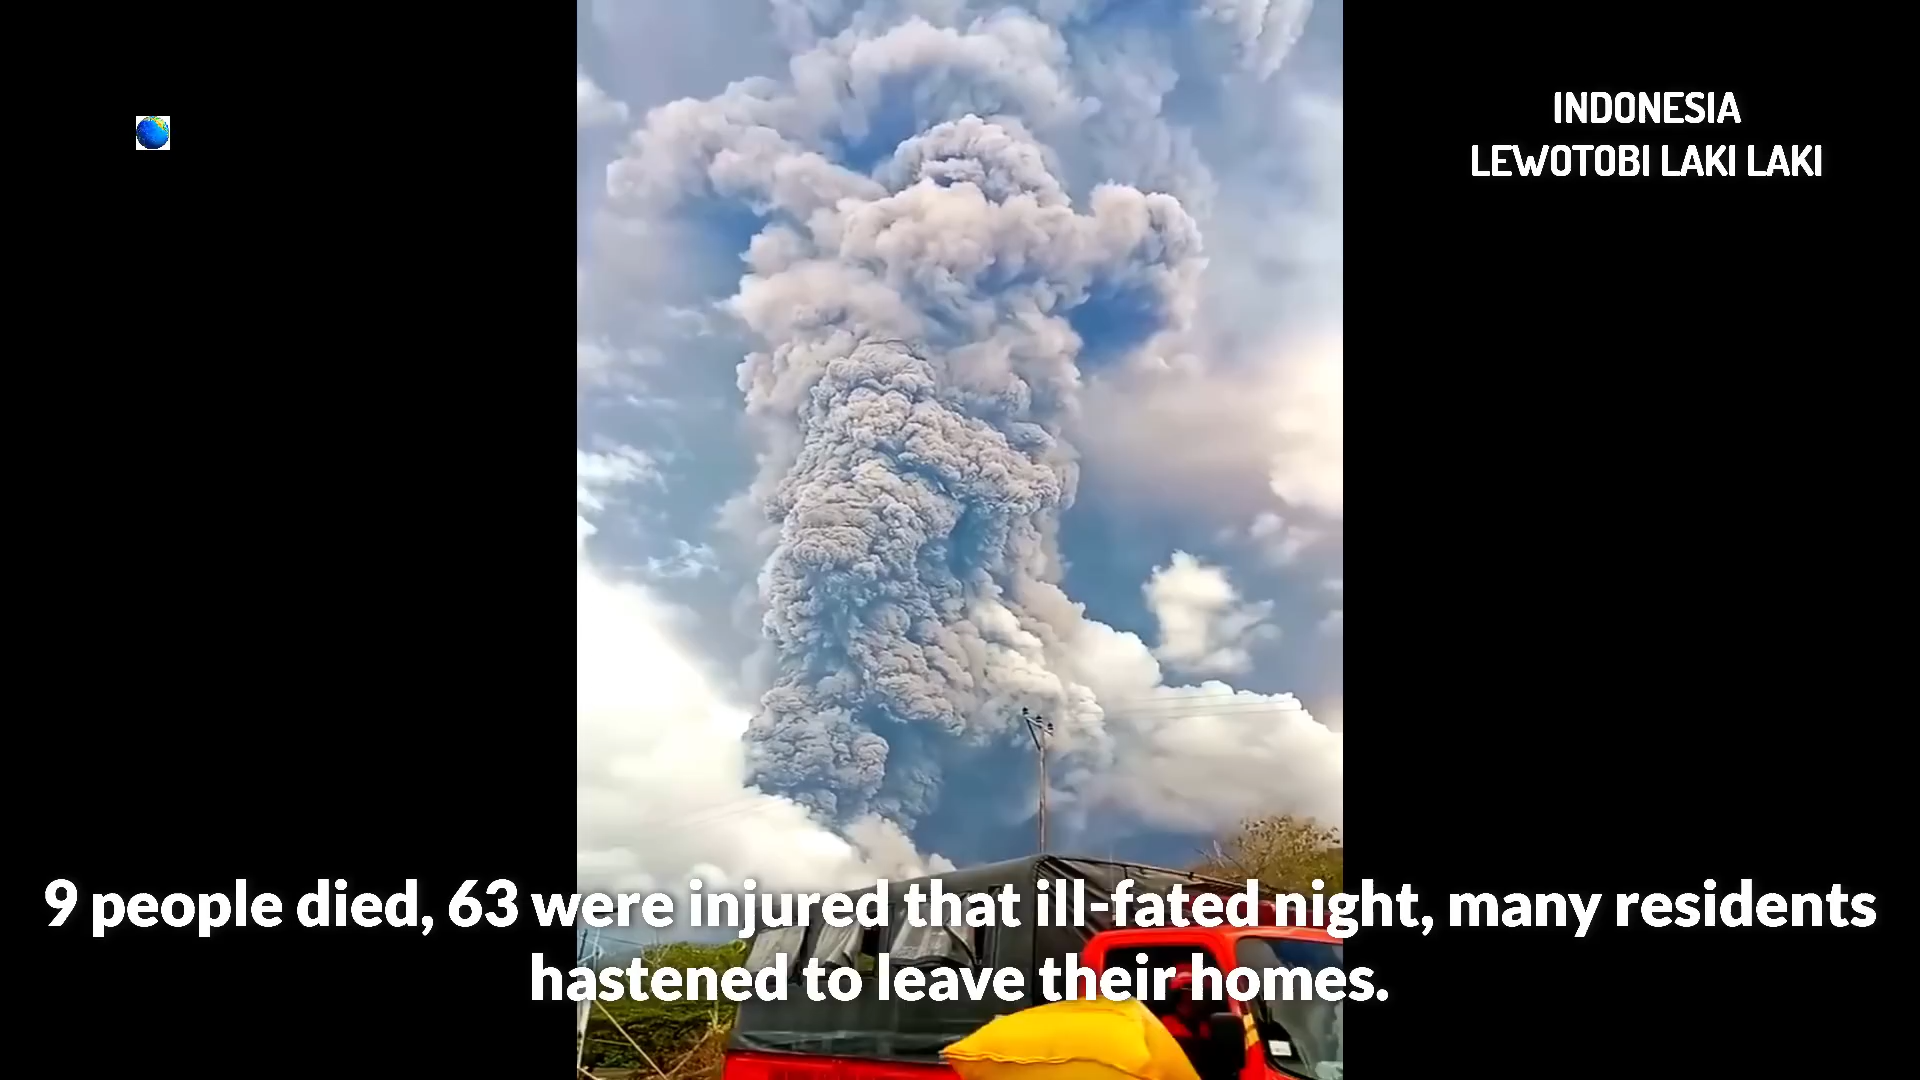 INDONESIA
LEWOTOBI LAKI LAKI
9 people died, 63 were injured that ill-fated night, many residents
hastened to leave their homes.